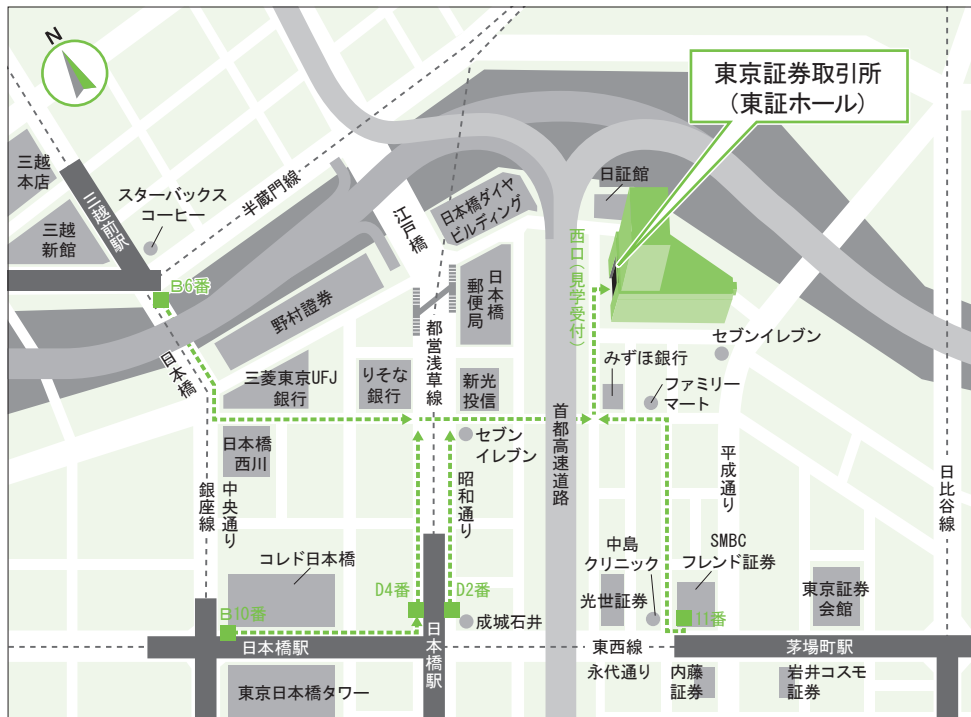 N
東京証券取引所
（東証ホール）
三越
本店
三越前駅
スターバックス
コーヒー
半蔵門線
三越
新館
江戸橋
日本橋ダイヤ
ビルディング
日証館
B6番
野村證券
日本橋
郵便局
西口（見学受付）
日本橋
三菱東京UFJ
銀行
りそな
銀行
都営浅草線
新光
投信
セブンイレブン
みずほ銀行
ファミリー
マート
首都高速道路
日本橋
西川
セブン
イレブン
平成通り
日比谷線
銀座線
中央通り
昭和通り
コレド日本橋
中島
クリニック
SMBC
フレンド証券
D4番
D2番
光世証券
東京証券
会館
B10番
成城石井
11番
日本橋駅
日本橋駅
東西線
茅場町駅
永代通り
東京日本橋タワー
内藤
証券
岩井コスモ
証券